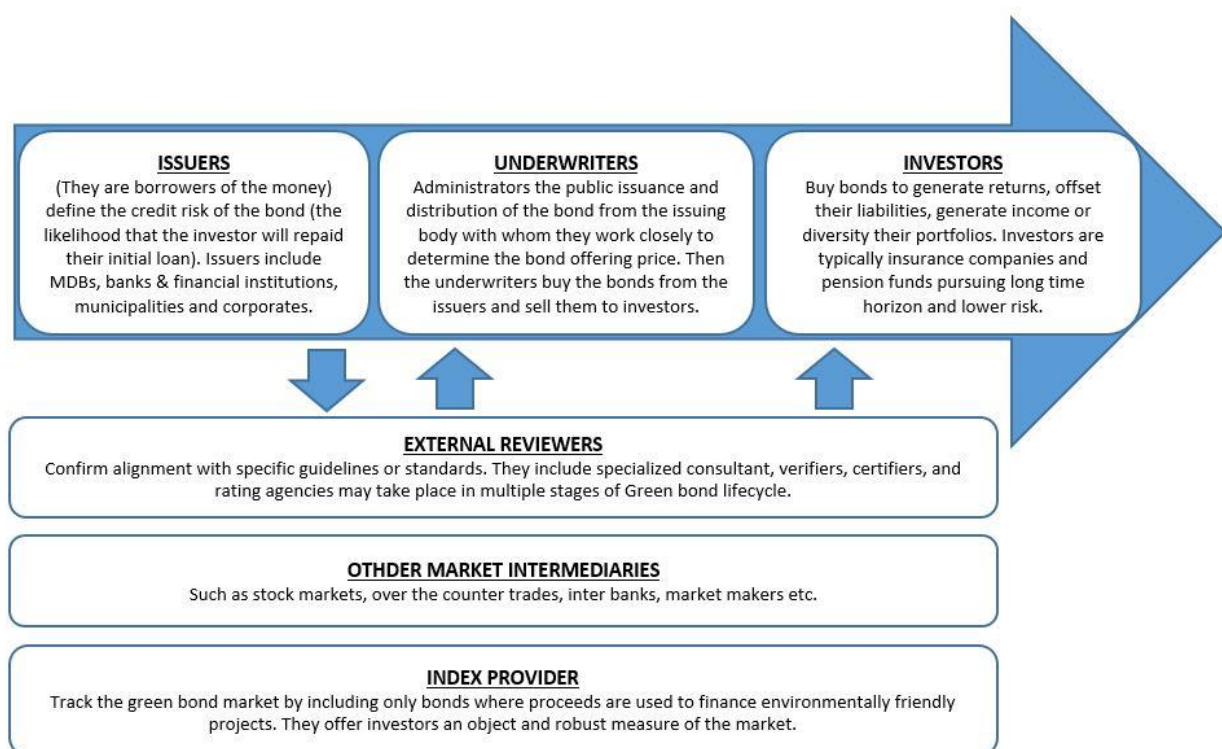 ISSUERS
(They are borrowers of the money)
define the credit risk of the bond (the
likelihood that the investor will repaid
their initial loan). Issuers include
MDBs, banks & financial institutions,
municipalities and corporates.
UNDERWRITERS
Administrators the public issuance and
distribution of the bond from the issuing
body with whom they work closely to
determine the bond offering price. Then
the underwriters buy the bonds from the
issuers and sell them to investors.
INVESTORS
Buy bonds to generate returns, offset
their liabilities, generate income or
diversity their portfolios. Investors are
typically insurance companies and
pension funds pursuing long time
horizon and lower risk.
EXTERNAL REVIEWERS
Confirm alignment with specific guidelines or standards. They include specialized consultant, verifiers, certifiers, and
rating agencies may take place in multiple stages of Green bond lifecycle.
OTHDER MARKET INTERMEDIARIES
Such as stock markets, over the counter trades, inter banks, market makers etc.
INDEX PROVIDER
Track the green bond market by including only bonds where proceeds are used to finance environmentally friendly
projects. They offer investors an object and robust measure of the market.